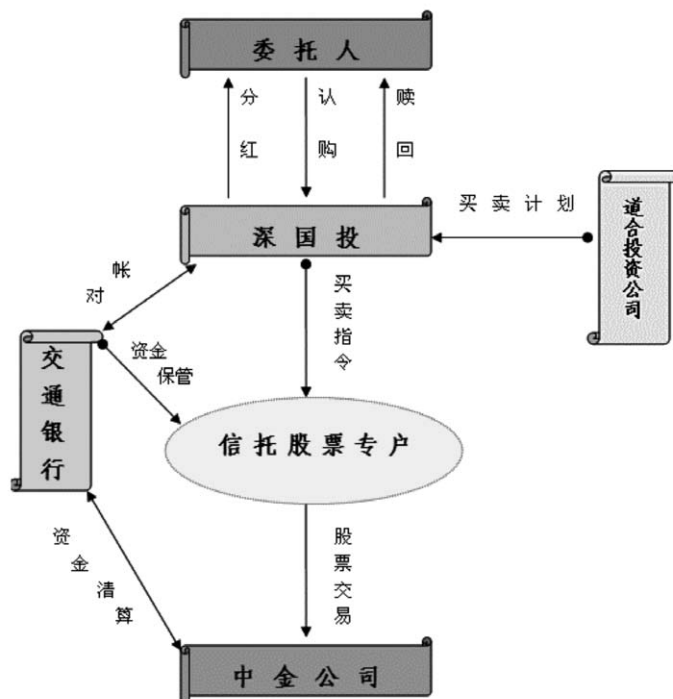 委托人
分红
认购
赎回
买卖计划
道合投资公司
深国投
对帐
买卖指令
交通银行
资金
保管
信托股票专户
资金清算
股票交易
中金公司